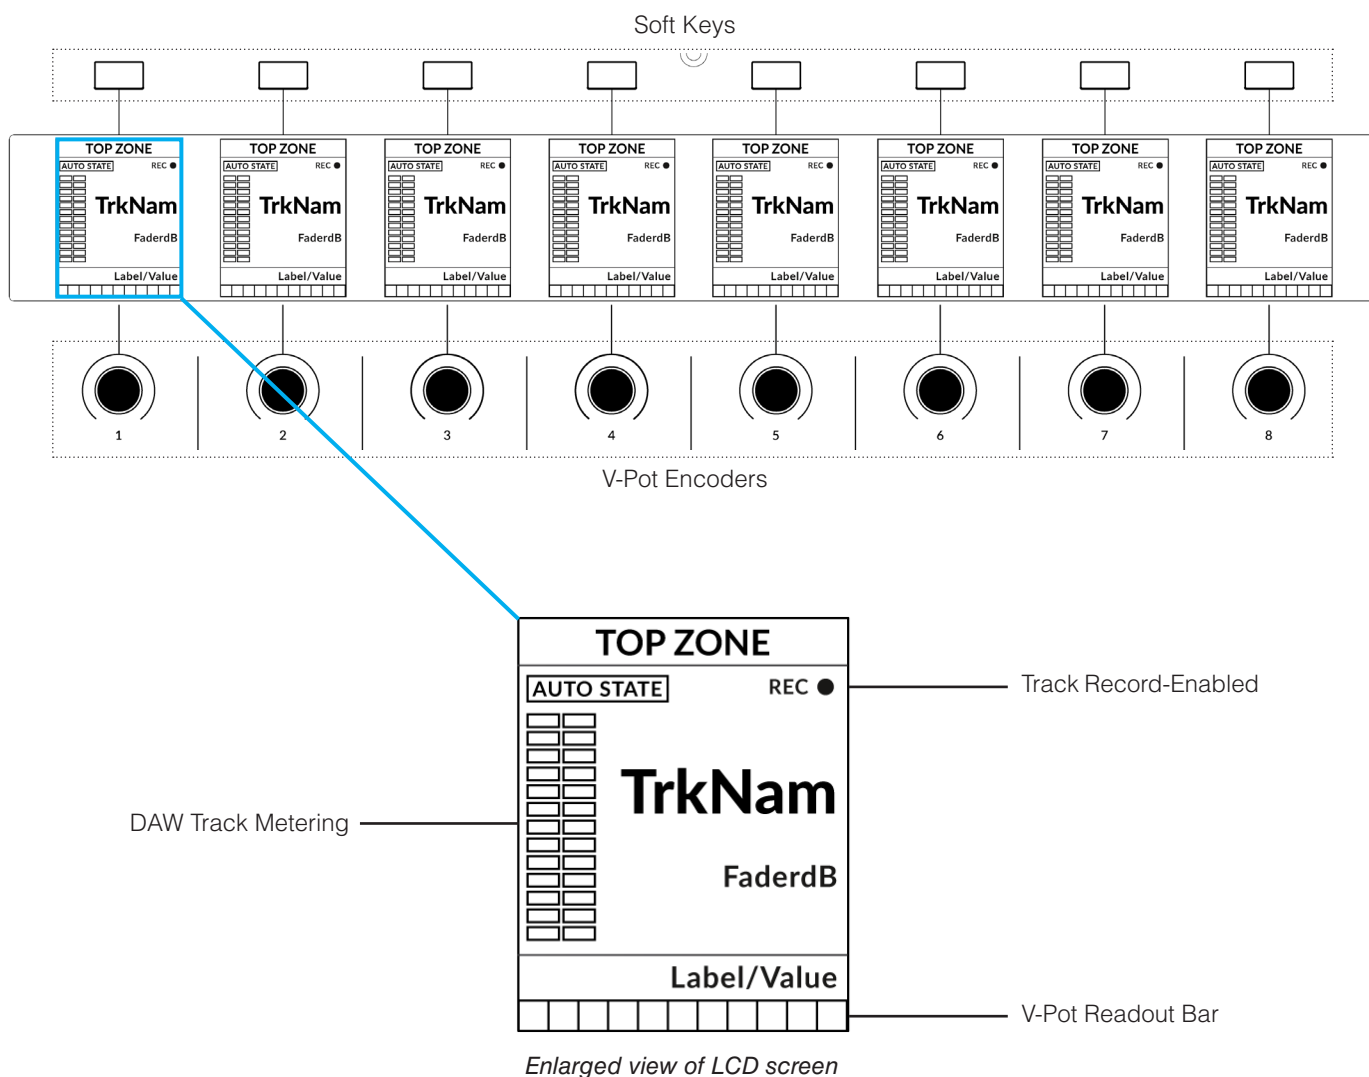 Soft Keys
TOP ZONE TOP ZONE TOP ZONE TOP ZONE TOP ZONE TOP ZONE TOP ZONE TOP ZONE
AUTO STATE REC AUTO STATE REC AUTO STATE REC AUTO STATE REC AUTO STATE REC AUTO STATE REC AUTO STATE REC AUTO STATE REC
TrkNam TrkNam TrkNam TrkNam TrkNam TrkNam TrkNam TrkNam
FaderdB FaderdB FaderdB FaderdB FaderdB FaderdB FaderdB FaderdB
Label/Value Label/Value Label/Value Label/Value Label/Value Label/Value Label/Value Label/Value
1 2 3 4 5 6 7 8
V-Pot Encoders
TOP ZONE
AUTO STATE REC
Track Record-Enabled
TrkNam
DAW Track Metering
FaderdB
Label/Value
V-Pot Readout Bar
Enlarged view of LCD screen